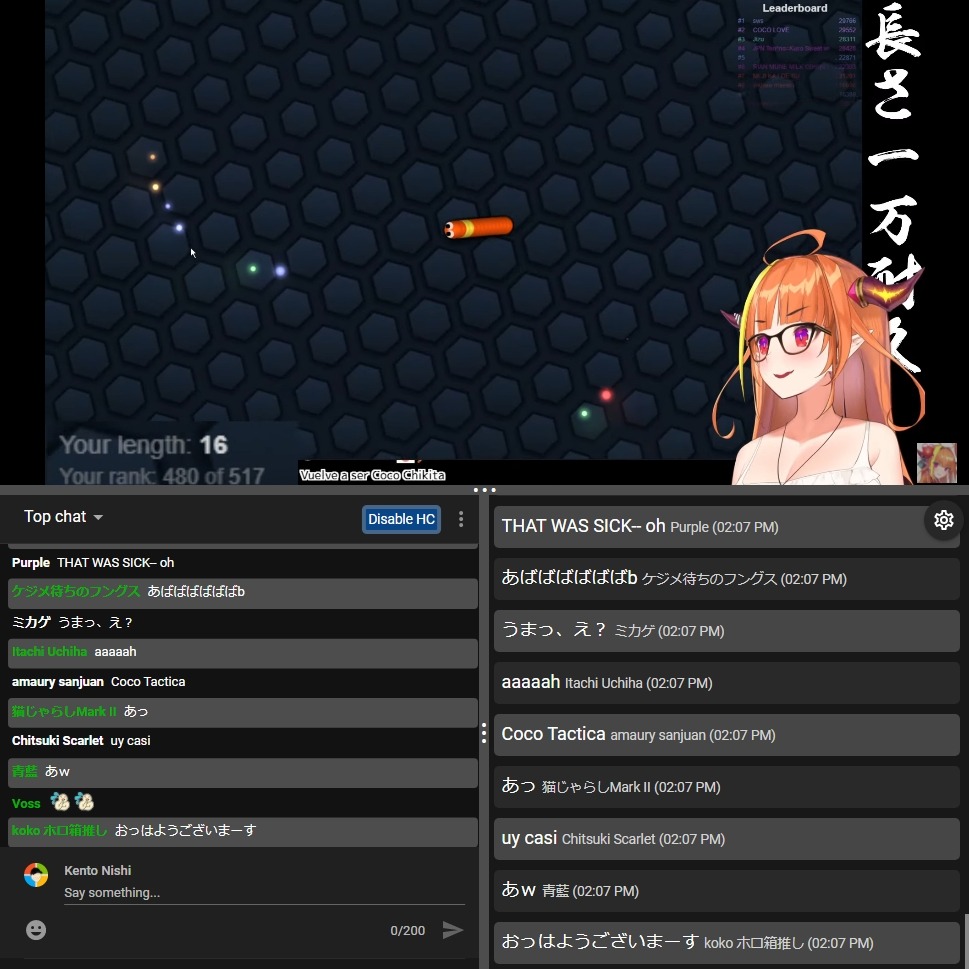 Leaderboard
#1 sws 29786
#2 COCO LOVE 29652
#3 Jiru 28311
#4
#5 22871
長さ一万耐久
Your length: 16
Your rank: 480 of 517
Vuelve a ser Coco Chikita
Top chat
Disable HC
Purple THAT WAS SICK-- oh
ケジメ待ちのフングス あばばばばばばb
ミカゲ うまっ、え？
Itachi Uchiha aaaaah
amaury sanjuan Coco Tactica
猫じゃらしMark II あっ
Chitsuki Scarlet uy casi
青藍 あw
Voss
koko ホロ箱推し おっはようございまーす
Kento Nishi
Say something...
0/200
THAT WAS SICK-- oh Purple (02:07 PM)
あばばばばばばb ケジメ待ちのフングス (02:07 PM)
うまっ、え？ ミカゲ (02:07 PM)
aaaaah Itachi Uchiha (02:07 PM)
Coco Tactica amaury sanjuan (02:07 PM)
あっ 猫じゃらしMark II (02:07 PM)
uy casi Chitsuki Scarlet (02:07 PM)
あw 青藍 (02:07 PM)
おっはようございまーす koko ホロ箱推し (02:07 PM)